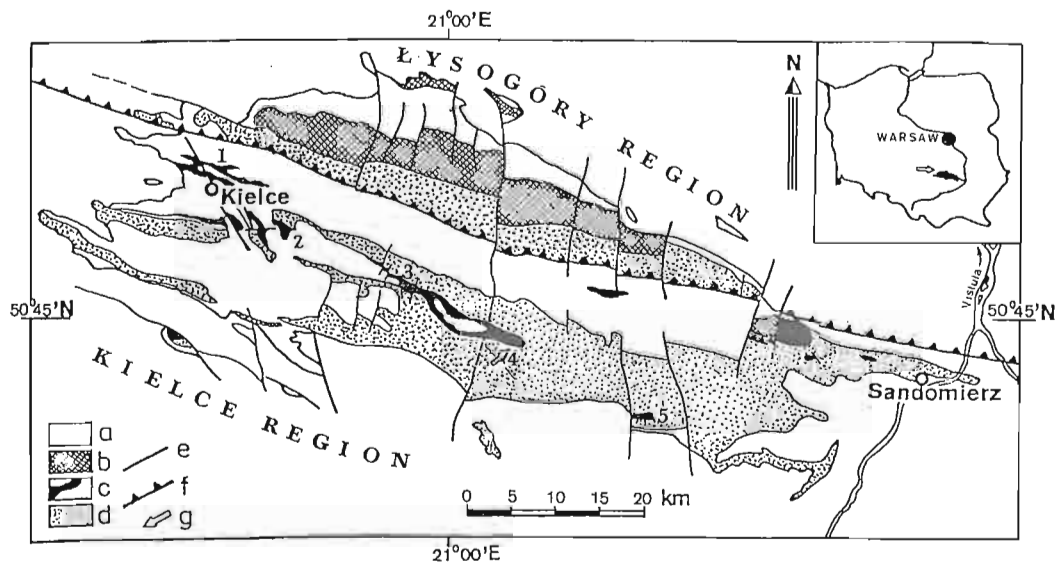 21°00'E
ŁYSOGÓRY REGION
N
WARSAW
1
Kielce
2
3
Vistula
50°45'N
50°45'N
4
Sandomierz
5
KIELCE REGION
a
b
c
d
e
f
g
0 5 10 15 20 km
21°00'E